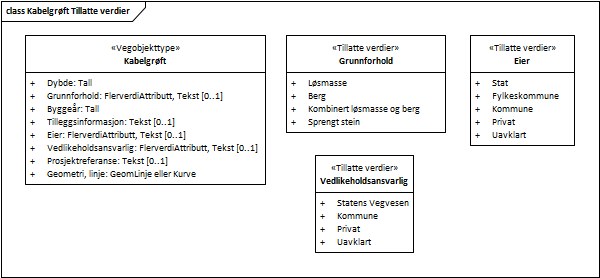 class Kabelgrøft Tillatte verdier
«Vegobjekttype»
Kabelgrøft
+ Dybde: Tall
+ Grunnforhold: FlerverdiAttributt, Tekst [0..1]
+ Byggeår: Tall
+ Tilleggsinformasjon: Tekst [0..1]
+ Eier: FlerverdiAttributt, Tekst [0..1]
+ Vedlikeholdsansvarlig: FlerverdiAttributt, Tekst [0..1]
+ Prosjektreferanse: Tekst [0..1]
+ Geometri, linje: GeomLinje eller Kurve
«Tillatte verdier»
Grunnforhold
+ Løsmasse
+ Berg
+ Kombinert løsmasse og berg
+ Sprengt stein
«Tillatte verdier»
Eier
+ Stat
+ Fylkeskommune
+ Kommune
+ Privat
+ Uavklart
«Tillatte verdier»
Vedlikeholdsansvarlig
+ Statens Vegvesen
+ Kommune
+ Privat
+ Uavklart